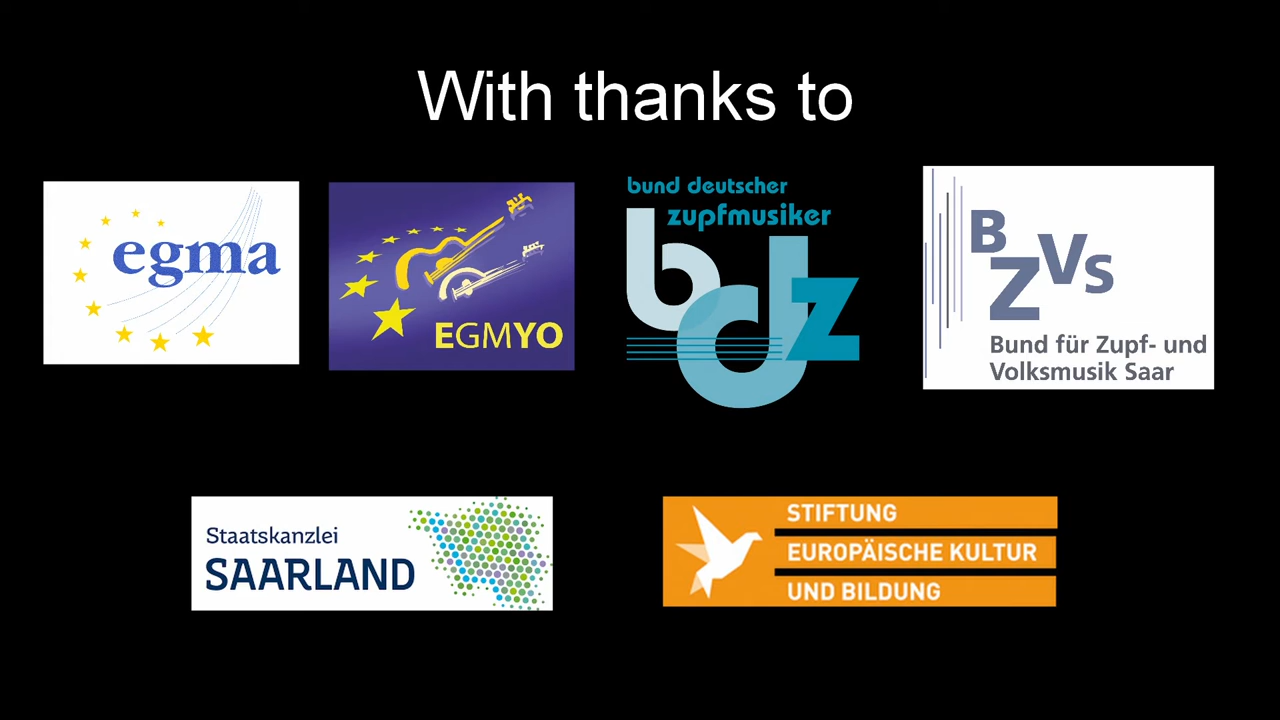 With thanks to
egma
EGMYO
bund deutscher
zupfmusiker
bdz
BZVS
Bund für Zupf- und
Volksmusik Saar
Staatskanzlei
SAARLAND
STIFTUNG
EUROPÄISCHE KULTUR
UND BILDUNG